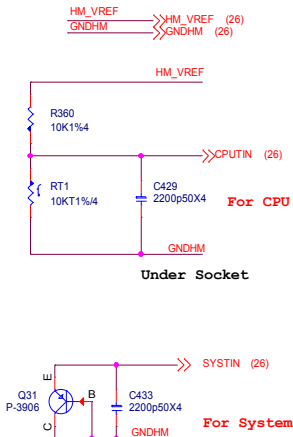 HM_VREF HM_VREF (26)
GNDHM GNDHM (26)
HM_VREF
R360
10K1%4
CPUTIN (26)
RT1
10KT1%/4
C429
2200p50X4
For CPU
GNDHM
Under Socket
SYSTIN (26)
E
Q31
P-3906
B
C433
2200p50X4
C
For System
GNDHM